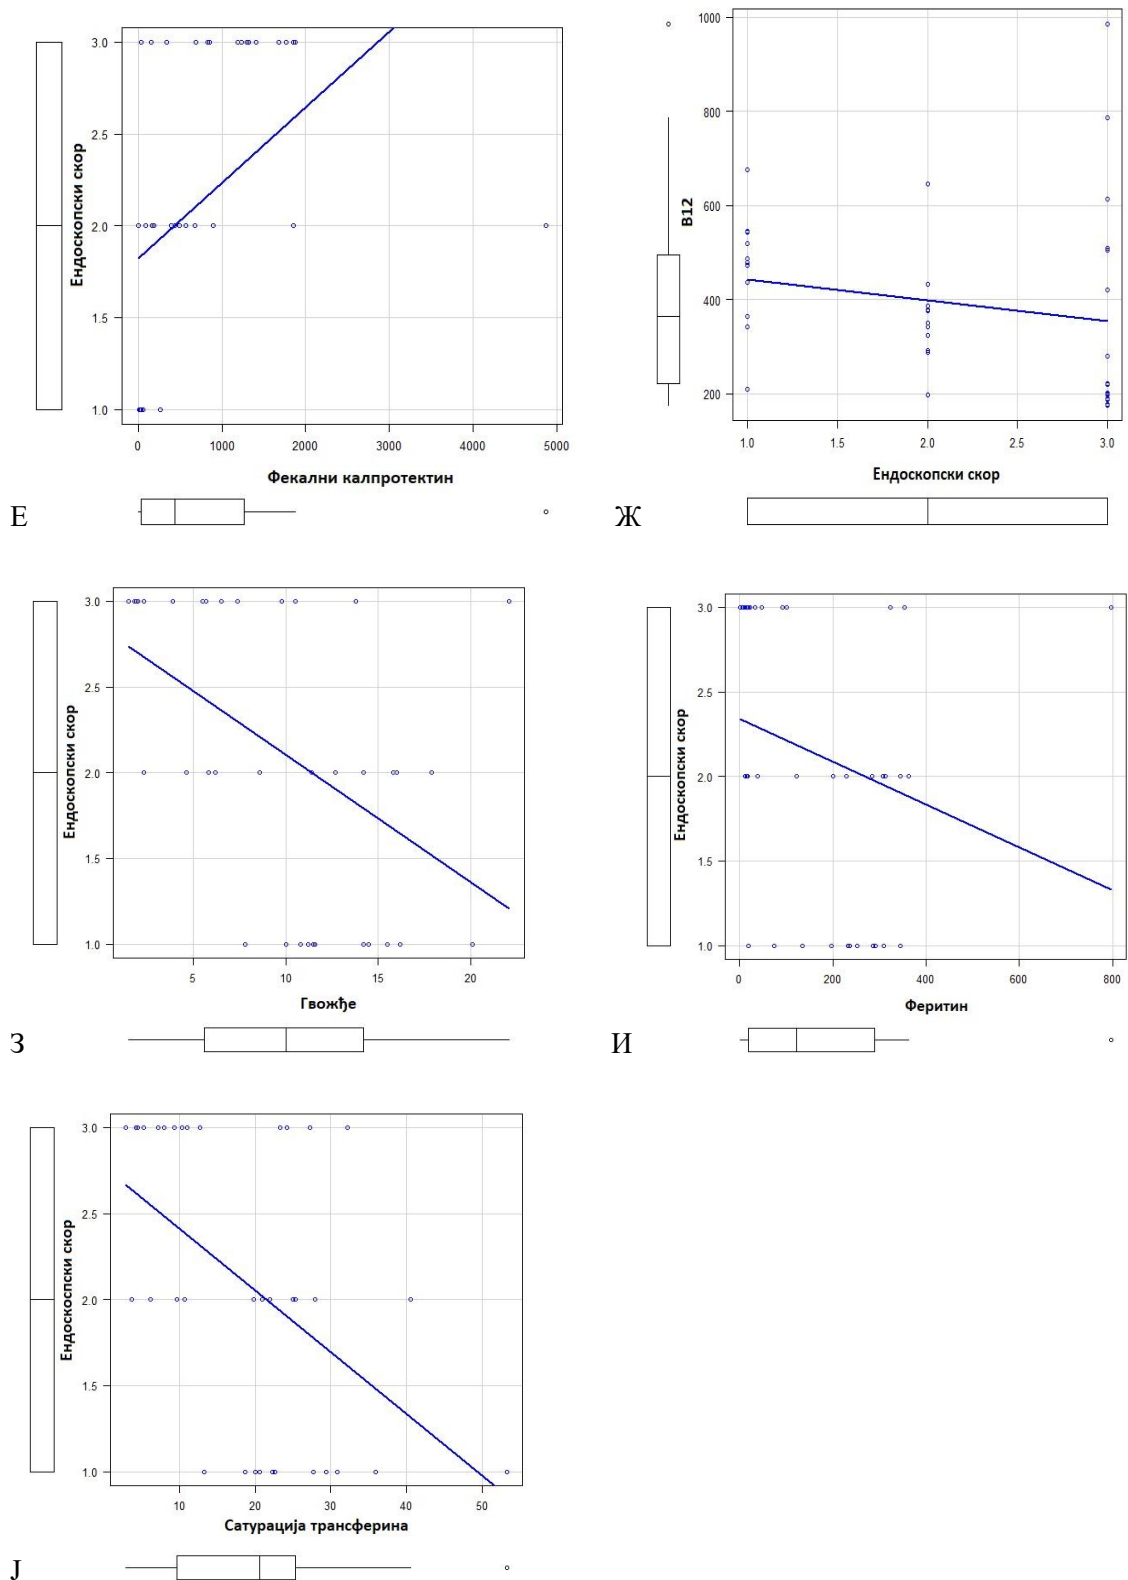 3.0
2.5
2.0
1.5
1.0
Ендоскопски скор
0 1000 2000 3000 4000 5000
Фекални калпротектин
Е
1000
800
600
400
200
B12
1.0 1.5 2.0 2.5 3.0
Ендоскопски скор
Ж
3.0
2.5
2.0
1.5
1.0
Ендоскопски скор
5 10 15 20
Гвожђе
З
3.0
2.5
2.0
1.5
1.0
Ендоскопски скор
0 200 400 600 800
Феритин
И
3.0
2.5
2.0
1.5
1.0
Ендоскоспски скор
10 20 30 40 50
Сатурација трансферина
Ј